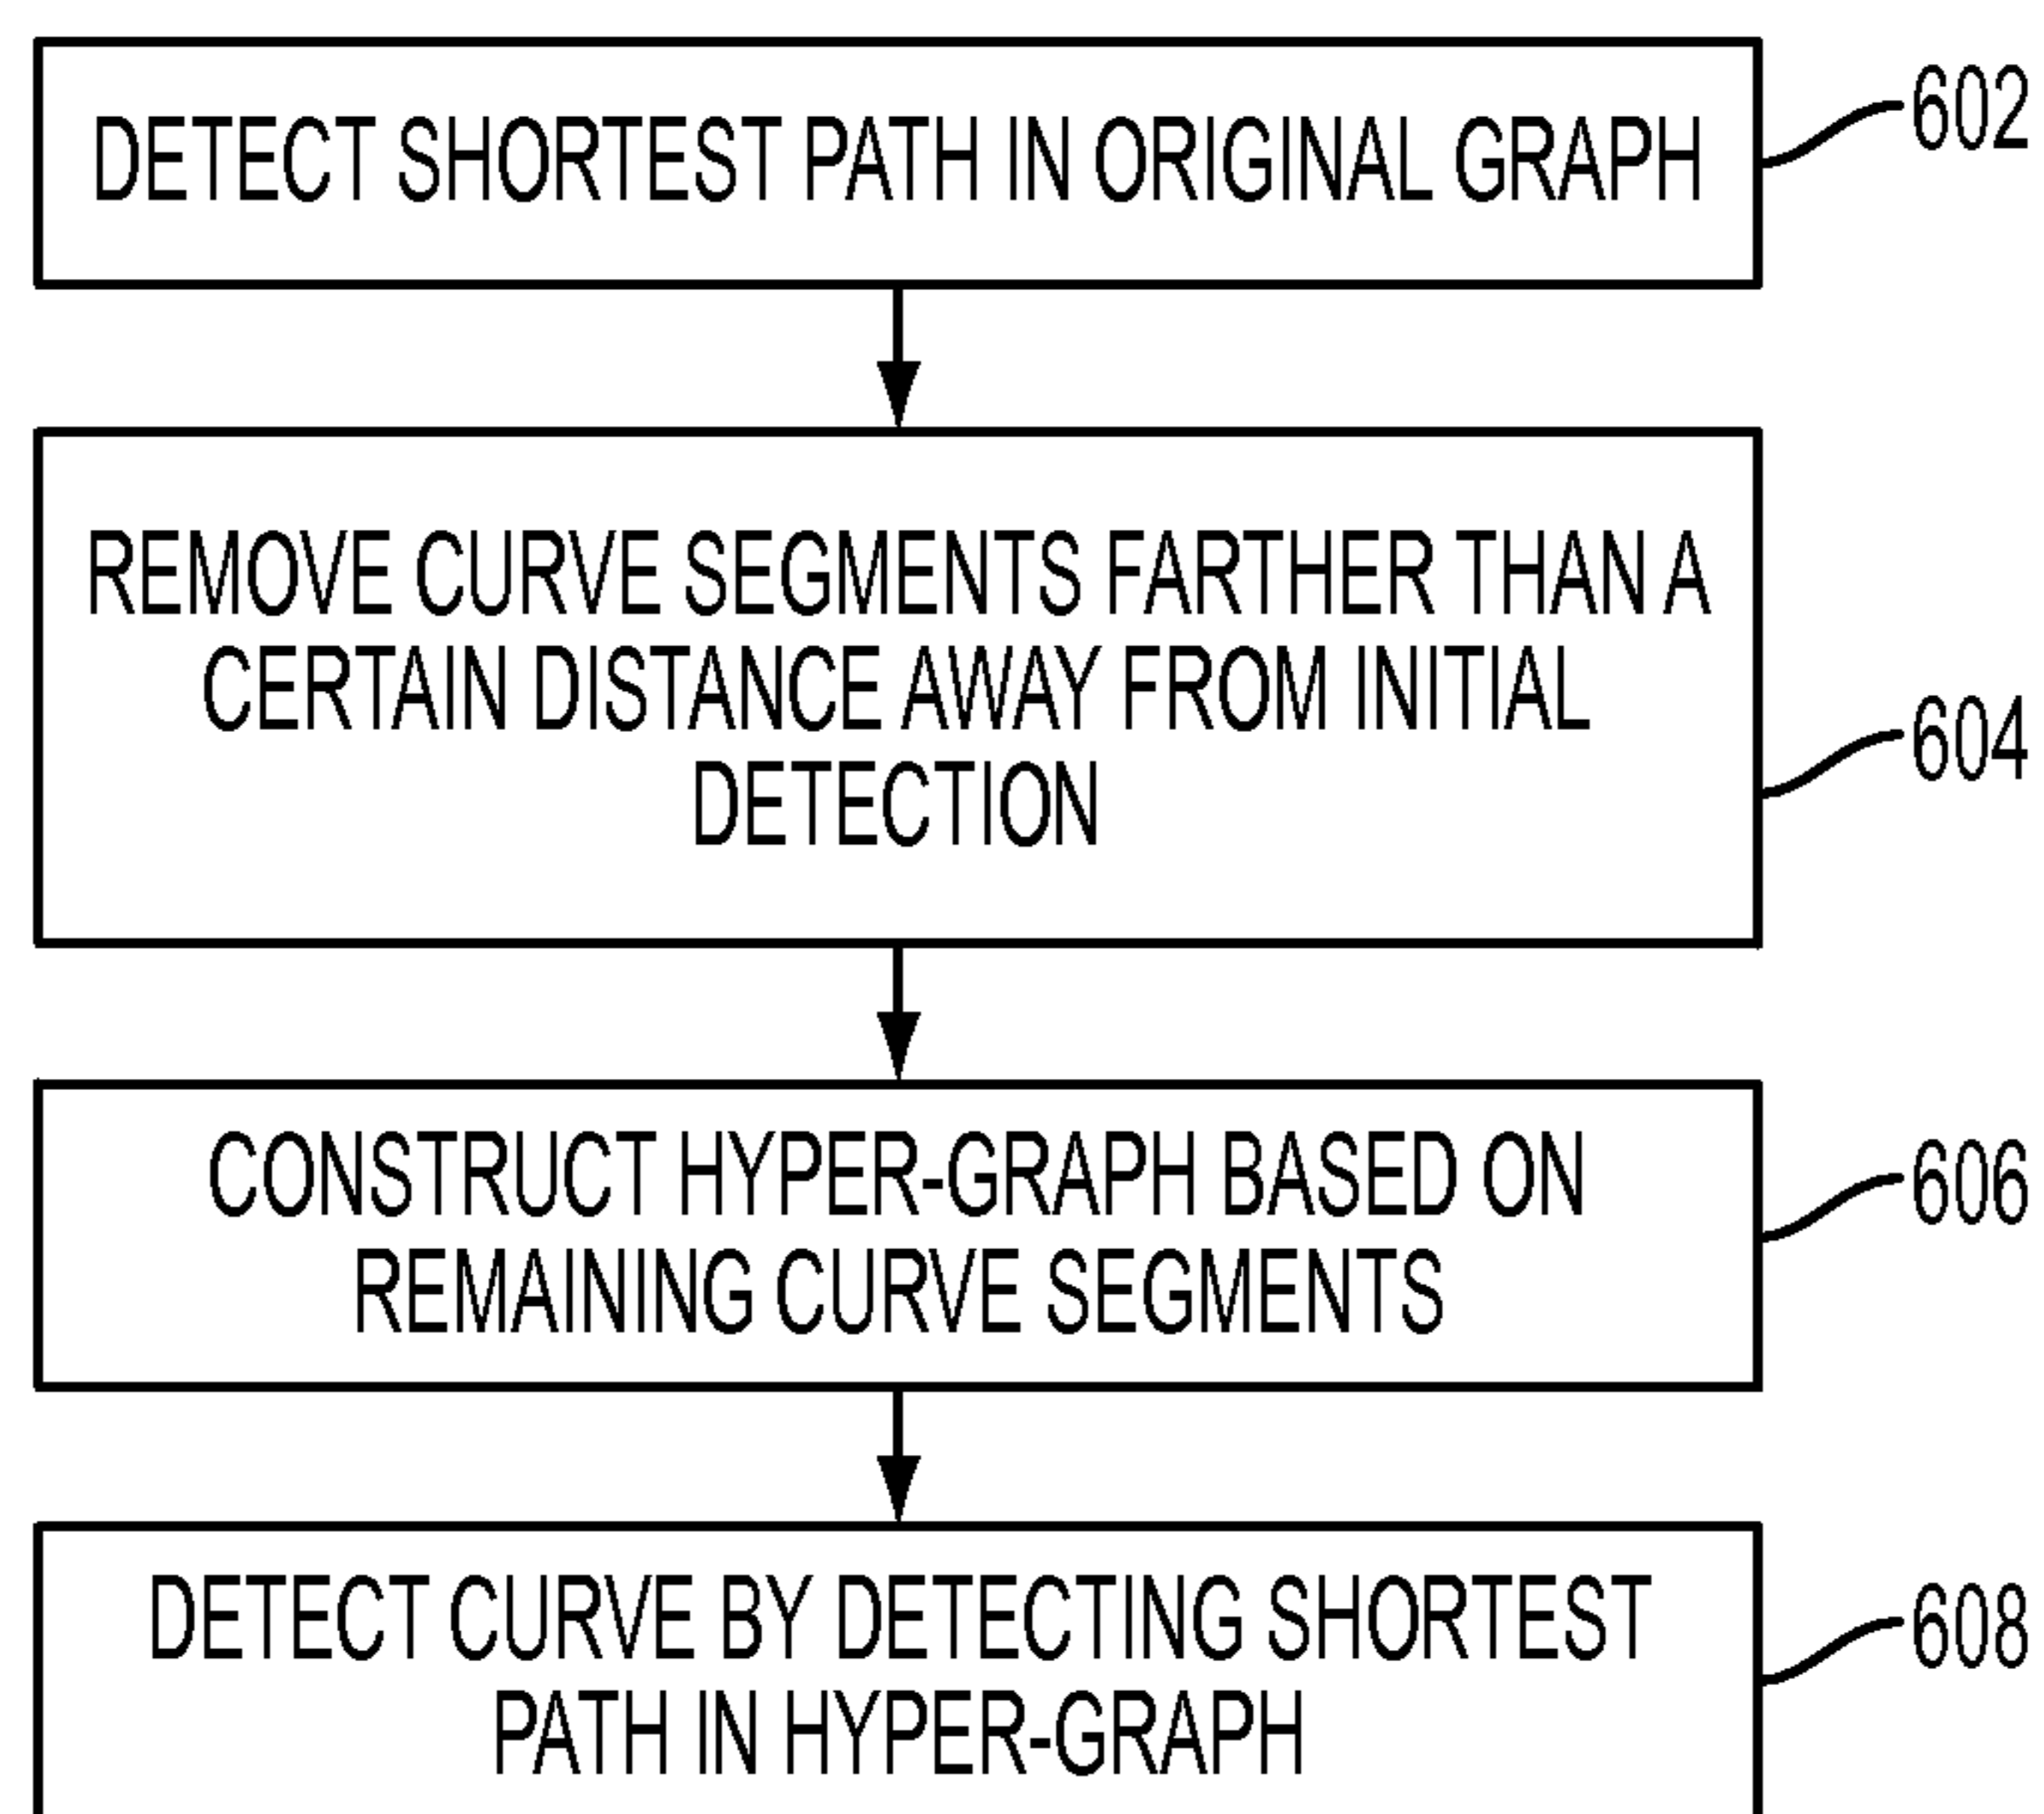 DETECT SHORTEST PATH IN ORIGINAL GRAPH
602
REMOVE CURVE SEGMENTS FARTHER THAN A
CERTAIN DISTANCE AWAY FROM INITIAL
DETECTION
604
CONSTRUCT HYPER-GRAPH BASED ON
REMAINING CURVE SEGMENTS
606
DETECT CURVE BY DETECTING SHORTEST
PATH IN HYPER-GRAPH
608